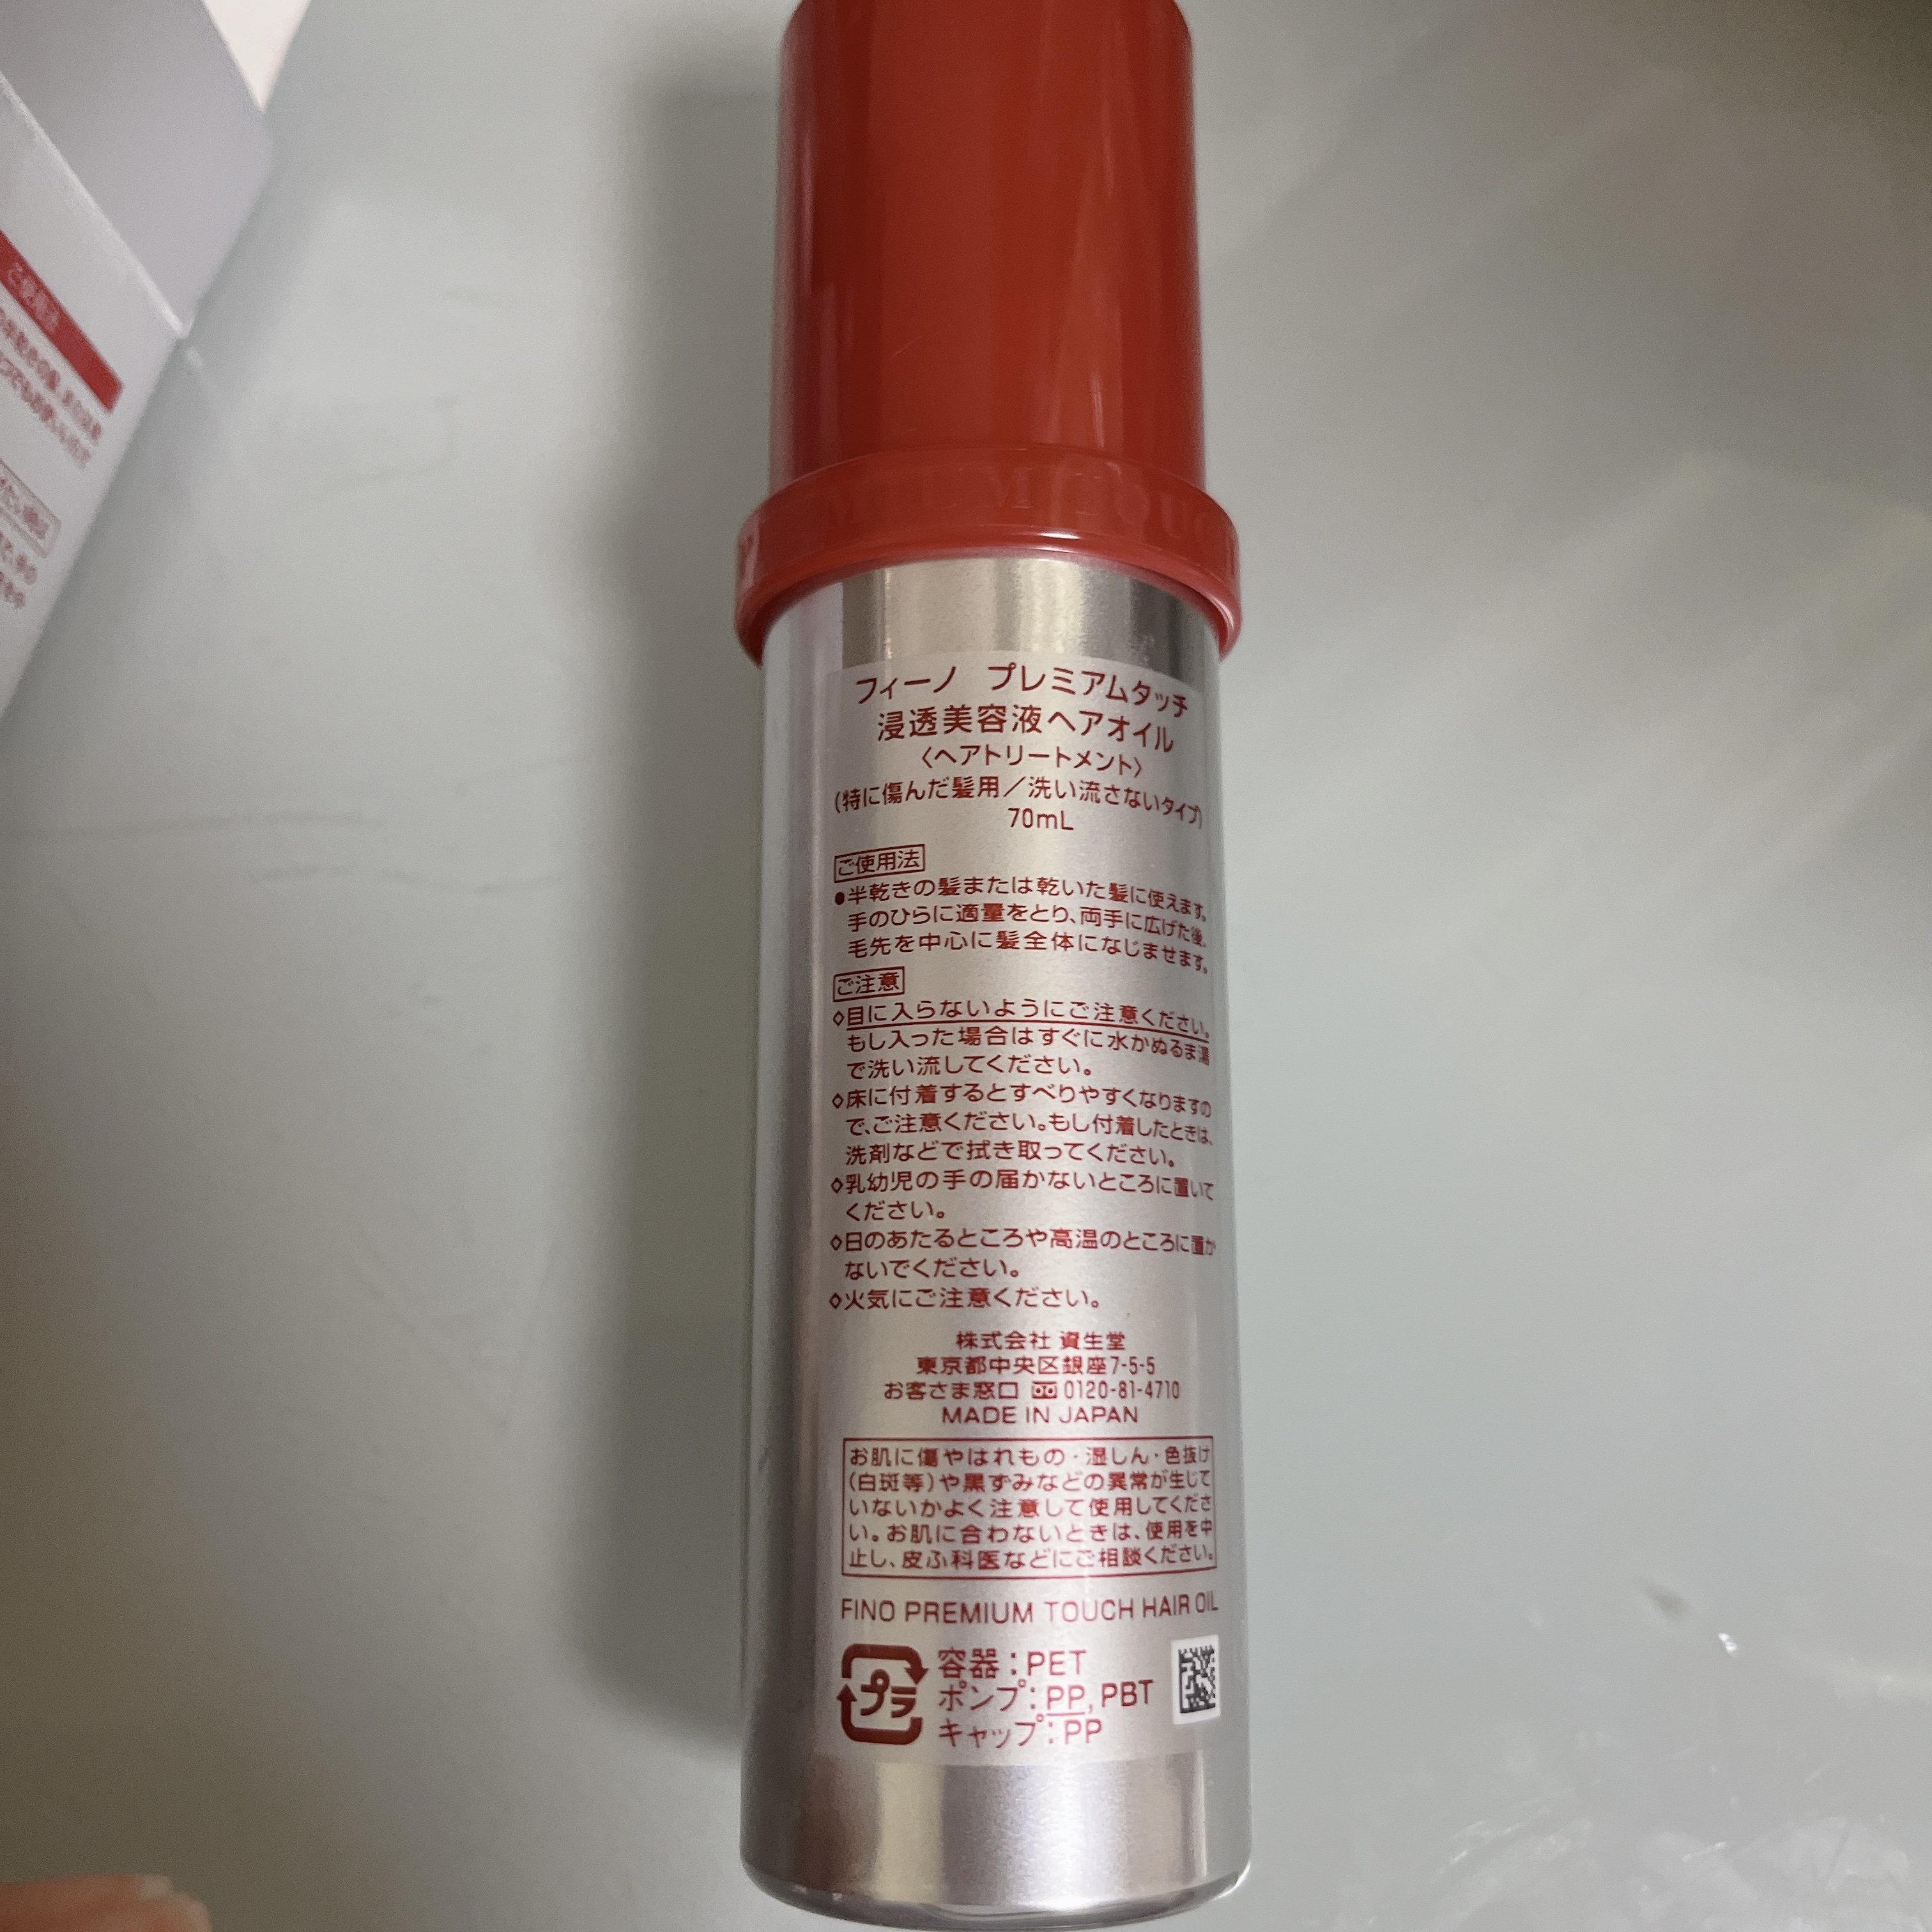 MIUM TOUC
フィーノ プレミアムタッチ
浸透美容液ヘアオイル
〈ヘアトリートメント〉
(特に傷んだ髪用／洗い流さないタイプ)
70mL
ご使用法
●半乾きの髪または乾いた髪に使えます。
手のひらに適量をとり、両手に広げた後、
毛先を中心に髪全体になじませます。
ご注意
◇目に入らないようにご注意ください。
もし入った場合はすぐに水かぬるま湯
で洗い流してください。
◇床に付着するとすべりやすくなりますの
で、ご注意ください。もし付着したときは、
洗剤などで拭き取ってください。
◇乳幼児の手の届かないところに置いて
ください。
◇日のあたるところや高温のところに置か
ないでください。
◇火気にご注意ください。
株式会社 資生堂
東京都中央区銀座7-5-5
お客さま窓口 0120-81-4710
MADE IN JAPAN
お肌に傷やはれもの・湿しん・色抜け
(白斑等)や黒ずみなどの異常が生じて
いないかよく注意して使用してくださ
い。お肌に合わないときは、使用を中
止し、皮ふ科医などにご相談ください。
FINO PREMIUM TOUCH HAIR OIL
プラ
容器：PET
ポンプ：PP, PBT
キャップ：PP